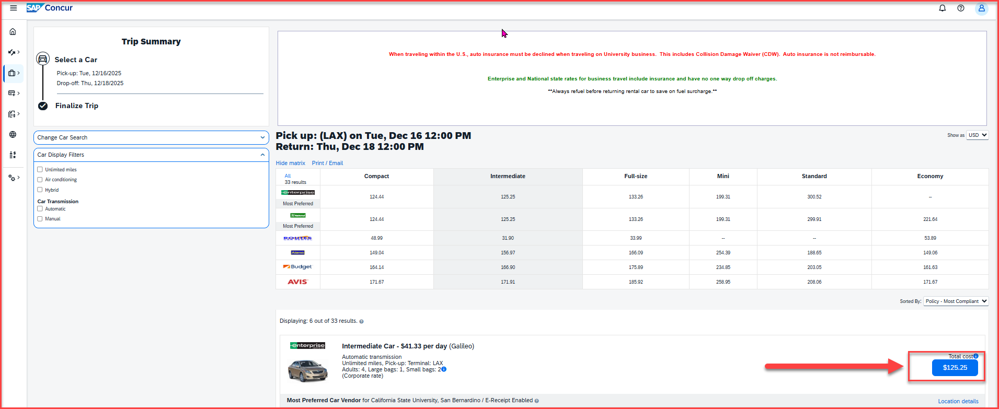 SAP Concur
Trip Summary
Select a Car
Pick-up: Tue, 12/16/2025
Drop-off: Thu, 12/18/2025
Finalize Trip
When traveling within the U.S., auto insurance must be declined when traveling on University business.  This includes Collision Damage Waiver (CDW).  Auto insurance is not reimbursable.
Enterprise and National state rates for business travel include insurance and have no one way drop off charges.
**Always refuel before returning rental car to save on fuel surcharge.**
Change Car Search
Car Display Filters
Unlimited miles
Air conditioning
Hybrid
Car Transmission
Automatic
Manual
Pick up: (LAX) on Tue, Dec 16 12:00 PM
Return: Thu, Dec 18 12:00 PM
Show as USD
Hide matrix Print / Email
All
33 results
Compact Intermediate Full-size Mini Standard Economy
enterprise
Most Preferred
124.44 125.25 133.26 199.31 300.52 --
National
Most Preferred
124.44 125.25 133.26 199.31 299.91 221.64
ROUTES
CAR RENTAL
48.99 31.90 33.99 -- -- 53.89
Alamo 149.04 156.97 166.09 254.39 188.65 149.06
Budget 164.14 166.90 175.89 234.85 203.05 161.63
AVIS 171.67 171.91 185.92 258.95 208.06 171.67
Sorted By: Policy - Most Compliant
Displaying: 6 out of 33 results.
enterprise
Intermediate Car - $41.33 per day (Galileo)
Automatic transmission
Unlimited miles, Pick-up: Terminal: LAX
Adults: 4, Large bags: 1, Small bags: 2
(Corporate rate)
Total cost
$125.25
Most Preferred Car Vendor for California State University, San Bernardino / E-Receipt Enabled
Location details